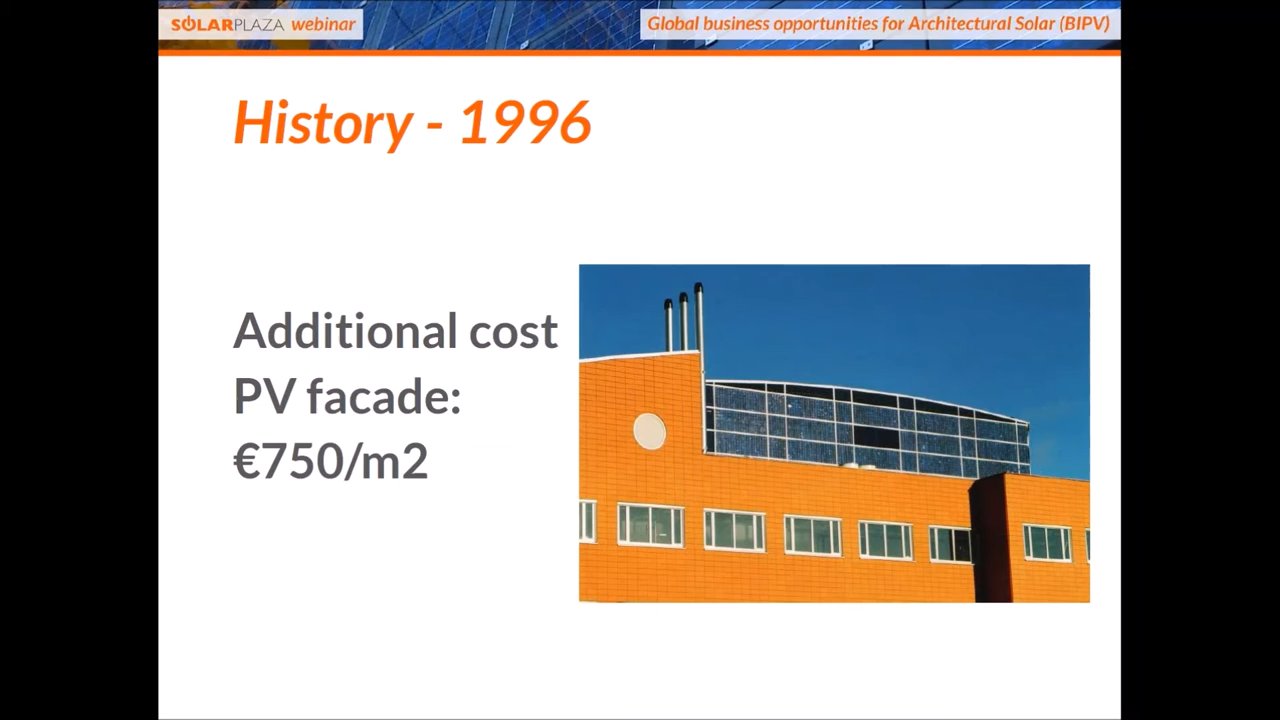 SOLARPLAZA webinar
Global business opportunities for Architectural Solar (BIPV)
History - 1996
Additional cost
PV facade:
€750/m2